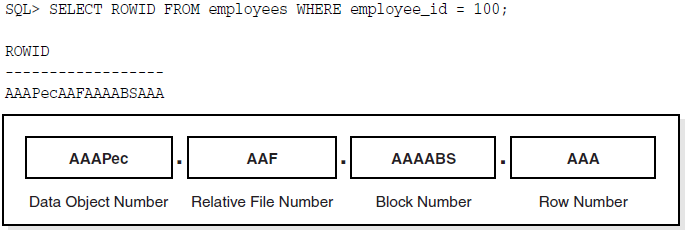 SQL> SELECT ROWID FROM employees WHERE employee_id = 100;
ROWID
------------------
AAAPecAAFAAAABSAAA
AAAPec . AAF . AAAABS . AAA
Data Object Number Relative File Number Block Number Row Number